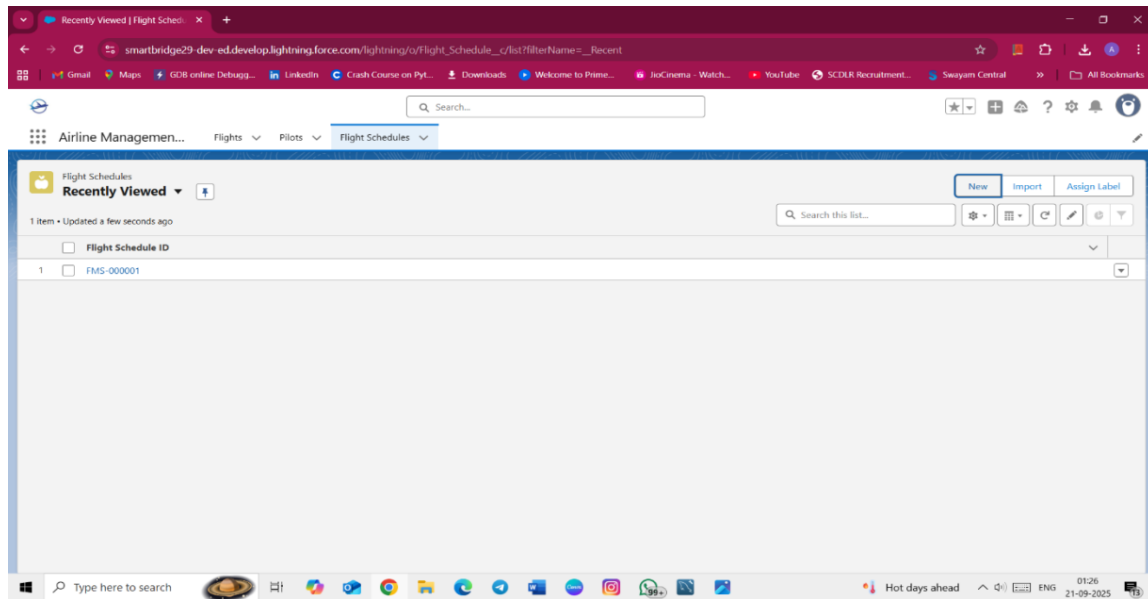 Recently Viewed | Flight Schedu
smartbridge29-dev-ed.develop.lightning.force.com/lightning/o/Flight_Schedule__c/list?filterName=__Recent
Gmail Maps GDB online Debugg... LinkedIn Crash Course on Pyt... Downloads Welcome to Prime... JioCinema - Watch... YouTube SCDLR Recruitment... Swayam Central » All Bookmarks
Search...
Airline Managemen... Flights Pilots Flight Schedules
Flight Schedules
Recently Viewed
New Import Assign Label
1 item • Updated a few seconds ago
Search this list...
Flight Schedule ID
1 FMS-000001
Type here to search
99+
Hot days ahead
ENG
01:26
21-09-2025